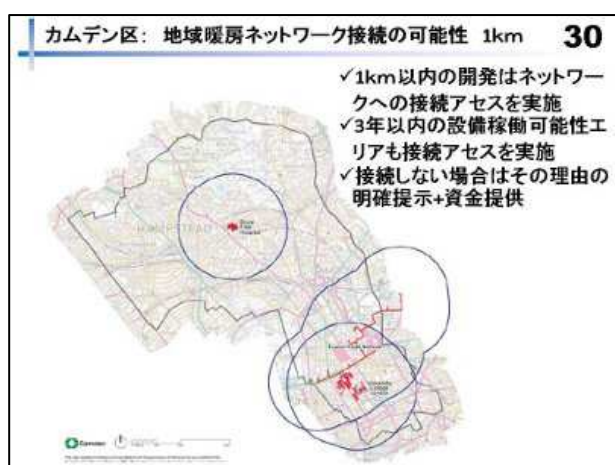 カムデン区： 地域暖房ネットワーク接続の可能性 1km 30
✓1km以内の開発はネットワー
クへの接続アセスを実施
✓3年以内の設備稼働可能性エ
リアも接続アセスを実施
✓接続しない場合はその理由の
明確提示+資金提供
HAMPSTEAD
Royal
Free
Hospital
Camden